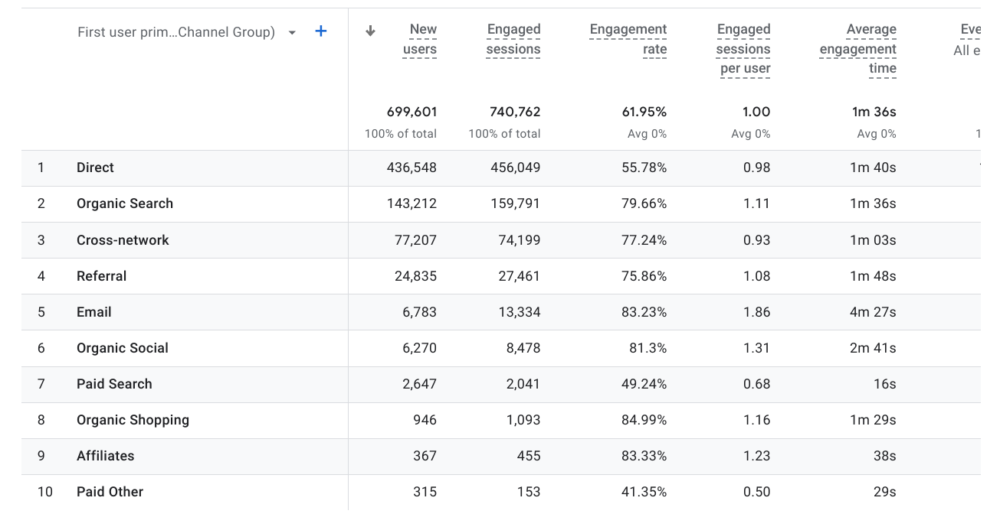 First user prim...Channel Group) + New users Engaged sessions Engagement rate Engaged sessions per user Average engagement time Eve All e
699,601 740,762 61.95% 1.00 1m 36s
100% of total 100% of total Avg 0% Avg 0% Avg 0% 1
1 Direct 436,548 456,049 55.78% 0.98 1m 40s
2 Organic Search 143,212 159,791 79.66% 1.11 1m 36s
3 Cross-network 77,207 74,199 77.24% 0.93 1m 03s
4 Referral 24,835 27,461 75.86% 1.08 1m 48s
5 Email 6,783 13,334 83.23% 1.86 4m 27s
6 Organic Social 6,270 8,478 81.3% 1.31 2m 41s
7 Paid Search 2,647 2,041 49.24% 0.68 16s
8 Organic Shopping 946 1,093 84.99% 1.16 1m 29s
9 Affiliates 367 455 83.33% 1.23 38s
10 Paid Other 315 153 41.35% 0.50 29s